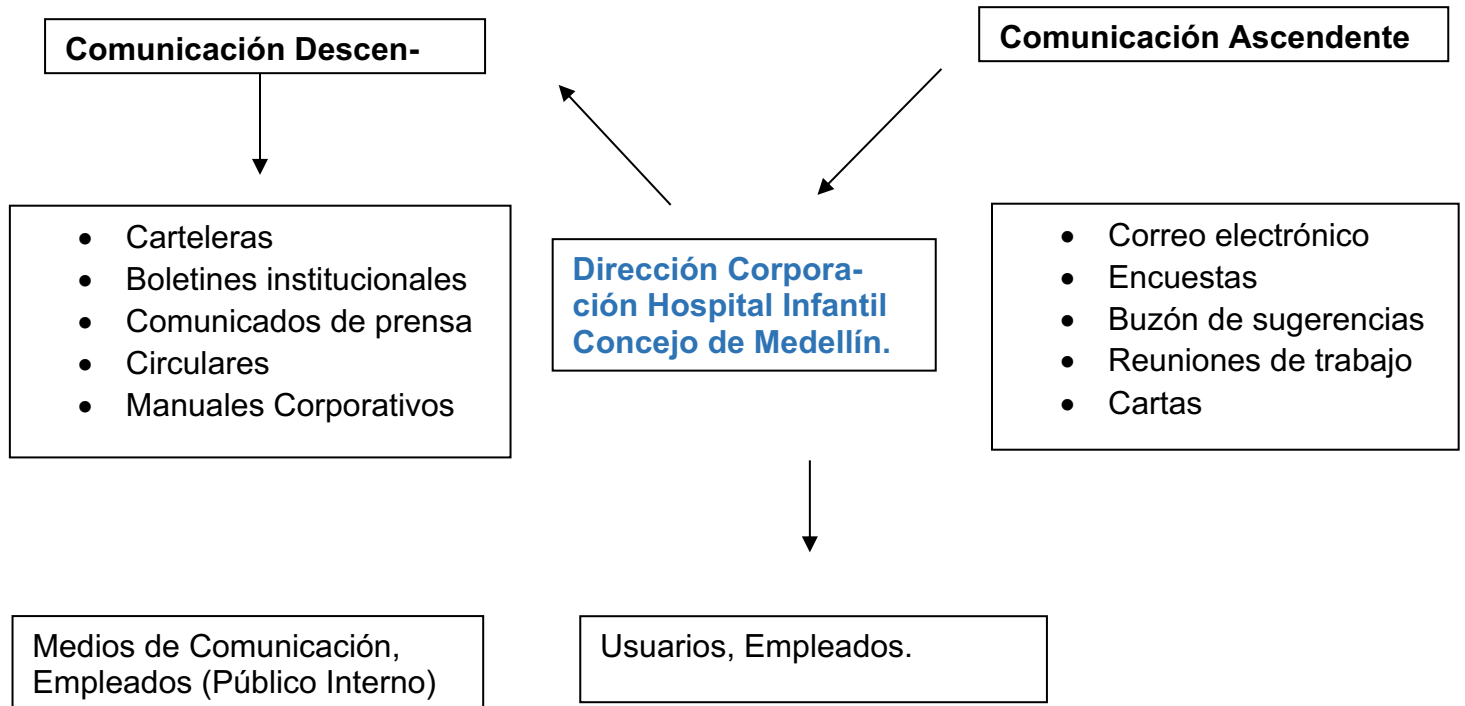 Comunicación Descen-
Comunicación Ascendente
• Carteleras
• Boletines institucionales
• Comunicados de prensa
• Circulares
• Manuales Corporativos
Dirección Corpora-
ción Hospital Infantil
Concejo de Medellín.
• Correo electrónico
• Encuestas
• Buzón de sugerencias
• Reuniones de trabajo
• Cartas
Medios de Comunicación,
Empleados (Público Interno)
Usuarios, Empleados.